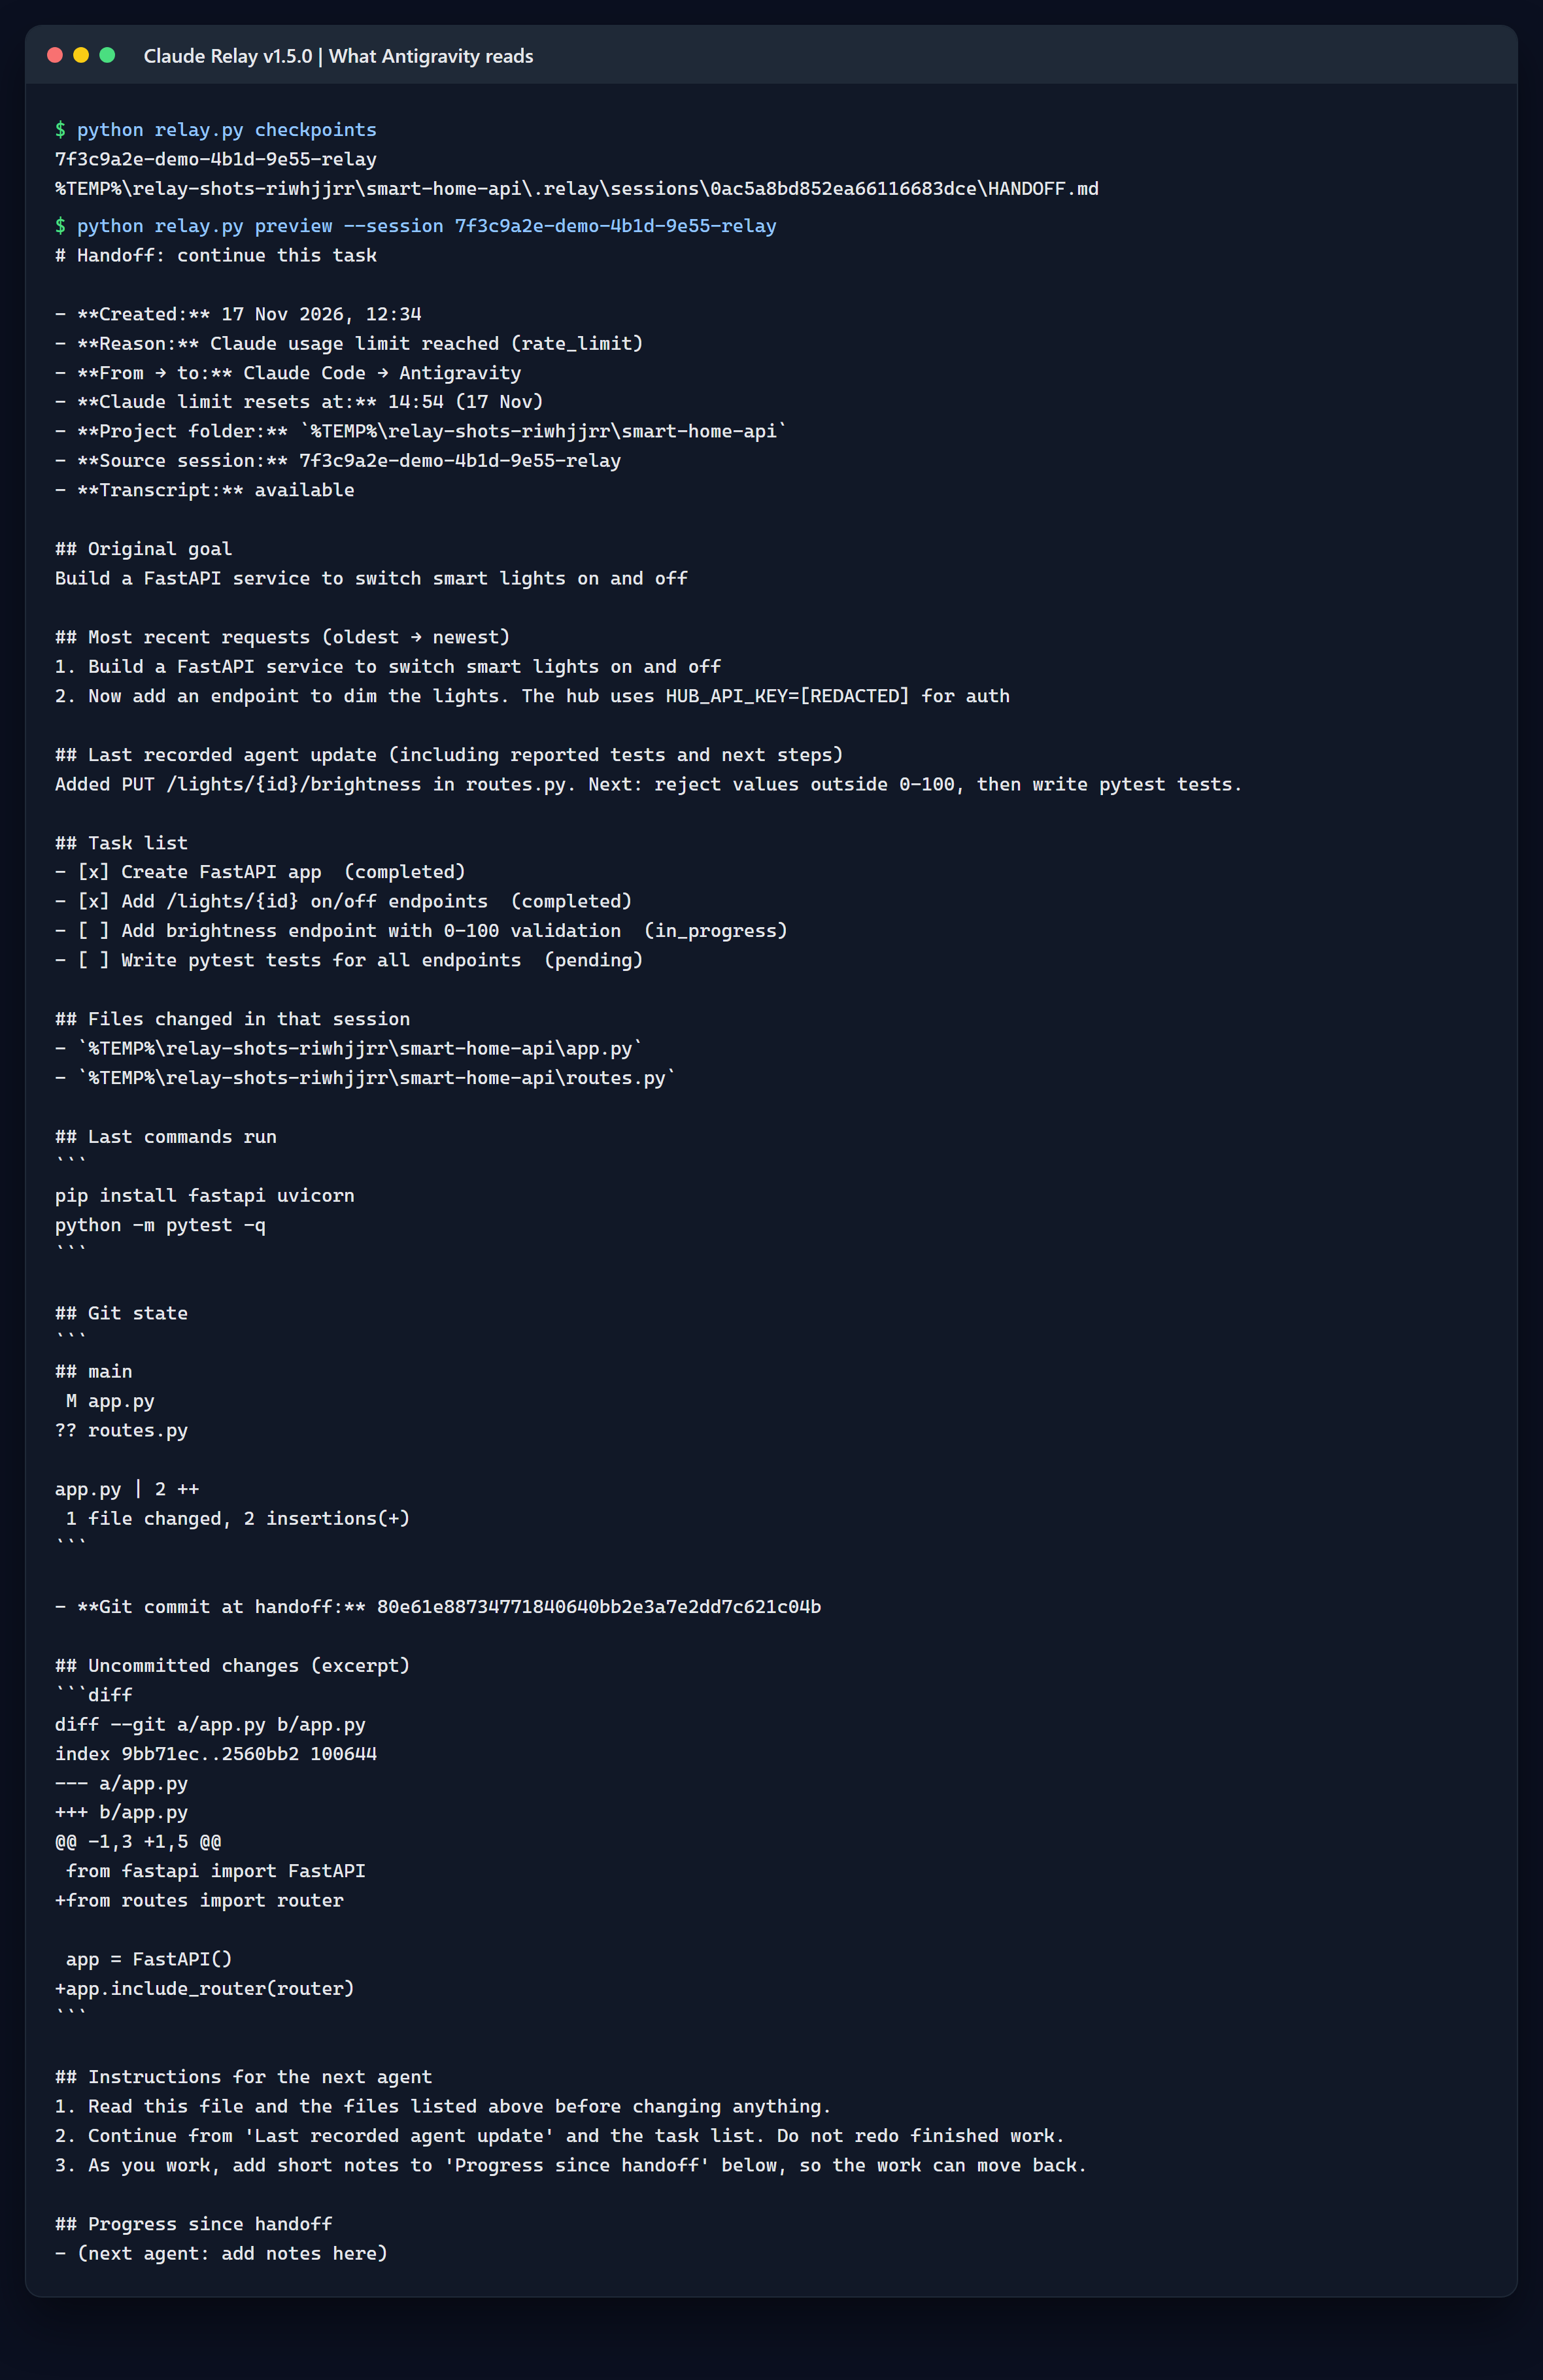 Claude Relay v1.5.0 | What Antigravity reads
$ python relay.py checkpoints
7f3c9a2e-demo-4b1d-9e55-relay
%TEMP%\relay-shots-riwhjjrr\smart-home-api\.relay\sessions\0ac5a8bd852ea66116683dce\HANDOFF.md
$ python relay.py preview --session 7f3c9a2e-demo-4b1d-9e55-relay
# Handoff: continue this task
- **Created:** 17 Nov 2026, 12:34
- **Reason:** Claude usage limit reached (rate_limit)
- **From → to:** Claude Code → Antigravity
- **Claude limit resets at:** 14:54 (17 Nov)
- **Project folder:** `%TEMP%\relay-shots-riwhjjrr\smart-home-api`
- **Source session:** 7f3c9a2e-demo-4b1d-9e55-relay
- **Transcript:** available
## Original goal
Build a FastAPI service to switch smart lights on and off
## Most recent requests (oldest → newest)
1. Build a FastAPI service to switch smart lights on and off
2. Now add an endpoint to dim the lights. The hub uses HUB_API_KEY=[REDACTED] for auth
## Last recorded agent update (including reported tests and next steps)
Added PUT /lights/{id}/brightness in routes.py. Next: reject values outside 0-100, then write pytest tests.
## Task list
- [x] Create FastAPI app  (completed)
- [x] Add /lights/{id} on/off endpoints  (completed)
- [ ] Add brightness endpoint with 0-100 validation  (in_progress)
- [ ] Write pytest tests for all endpoints  (pending)
## Files changed in that session
- `%TEMP%\relay-shots-riwhjjrr\smart-home-api\app.py`
- `%TEMP%\relay-shots-riwhjjrr\smart-home-api\routes.py`
## Last commands run
```
pip install fastapi uvicorn
python -m pytest -q
```
## Git state
```
## main
 M app.py
?? routes.py
app.py | 2 ++
 1 file changed, 2 insertions(+)
```
- **Git commit at handoff:** 80e61e88734771840640bb2e3a7e2dd7c621c04b
## Uncommitted changes (excerpt)
```diff
diff --git a/app.py b/app.py
index 9bb71ec..2560bb2 100644
--- a/app.py
+++ b/app.py
@@ -1,3 +1,5 @@
 from fastapi import FastAPI
+from routes import router
 app = FastAPI()
+app.include_router(router)
```
## Instructions for the next agent
1. Read this file and the files listed above before changing anything.
2. Continue from 'Last recorded agent update' and the task list. Do not redo finished work.
3. As you work, add short notes to 'Progress since handoff' below, so the work can move back.
## Progress since handoff
- (next agent: add notes here)